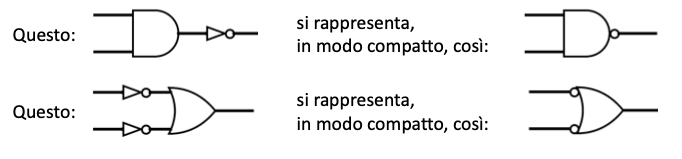 Questo:
si rappresenta,
in modo compatto, così:
Questo:
si rappresenta,
in modo compatto, così: